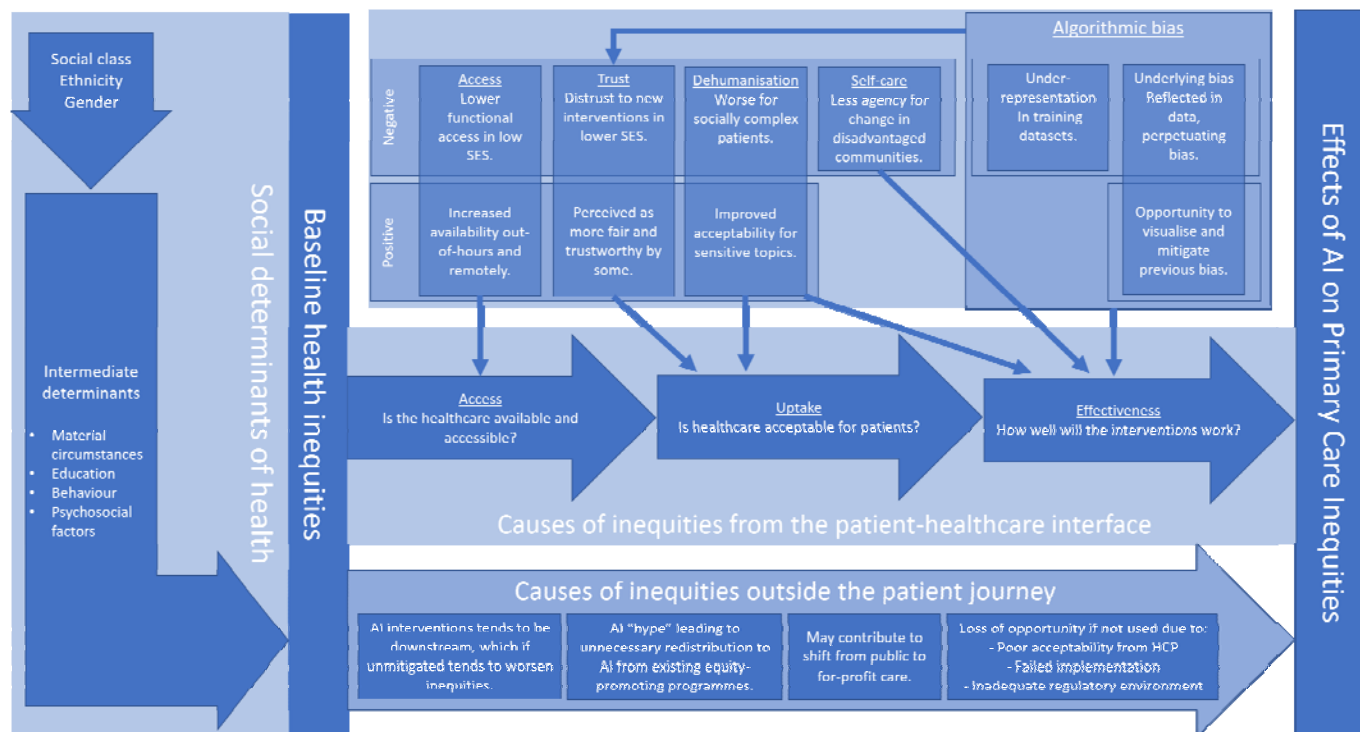 Social class
Ethnicity
Gender
Intermediate
determinants
• Material
circumstances
• Education
• Behaviour
• Psychosocial
factors
Social determinants of health
Baseline health inequities
Negative
Positive
Access
Lower
functional
access in low
SES.
Increased
availability out-
of-hours and
remotely.
Trust
Distrust to new
interventions in
lower SES.
Perceived as
more fair and
trustworthy by
some.
Dehumanisation
Worse for
socially complex
patients.
Improved
acceptability for
sensitive topics.
Self-care
Less agency for
change in
disadvantaged
communities.
Algorithmic bias
Under-
representation
In training
datasets.
Underlying bias
Reflected in
data,
perpetuating
bias.
Opportunity to
visualise and
mitigate
previous bias.
Access
Is the healthcare available and
accessible?
Uptake
Is healthcare acceptable for patients?
Effectiveness
How well will the interventions work?
Causes of inequities from the patient-healthcare interface
Causes of inequities outside the patient journey
AI interventions tends to be
downstream, which if
unmitigated tends to worsen
inequities.
AI “hype” leading to
unnecessary redistribution to
AI from existing equity-
promoting programmes.
May contribute to
shift from public to
for-profit care.
Loss of opportunity if not used due to:
- Poor acceptability from HCP
- Failed implementation
- Inadequate regulatory environment
Effects of AI on Primary Care Inequities